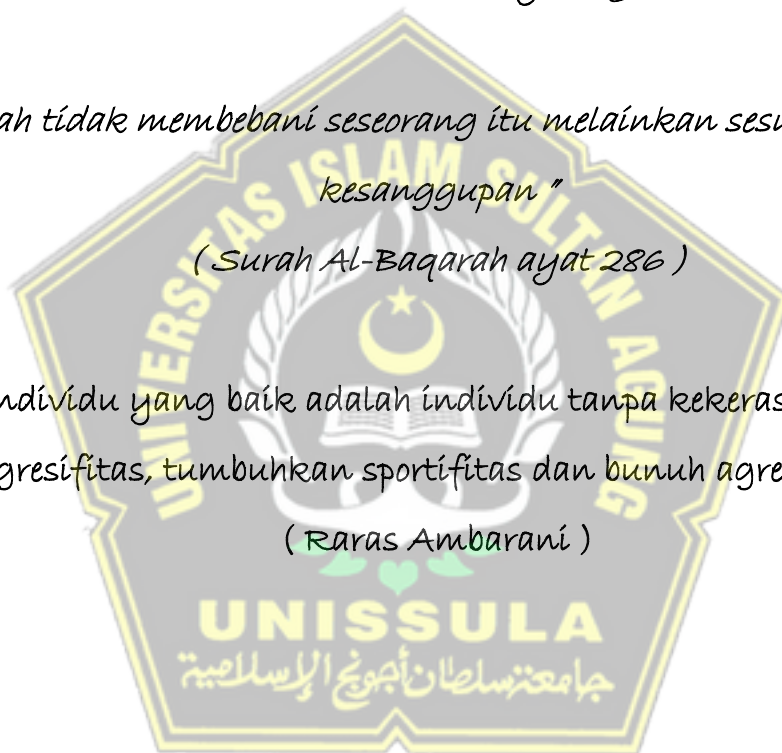 ah tidak membebani seseorang itu melainkan sesu
kesanggupan "
( Surah Al-Baqarah ayat 286 )
ndividu yang baik adalah individu tanpa kekeras
gresifitas, tumbuhkan sportifitas dan bunuh agre
( Raras Ambarani )
UNIVERSITAS ISLAM SULTAN AGUNG
UNISSULA
جامعة سلطان أجونج الإسلامية